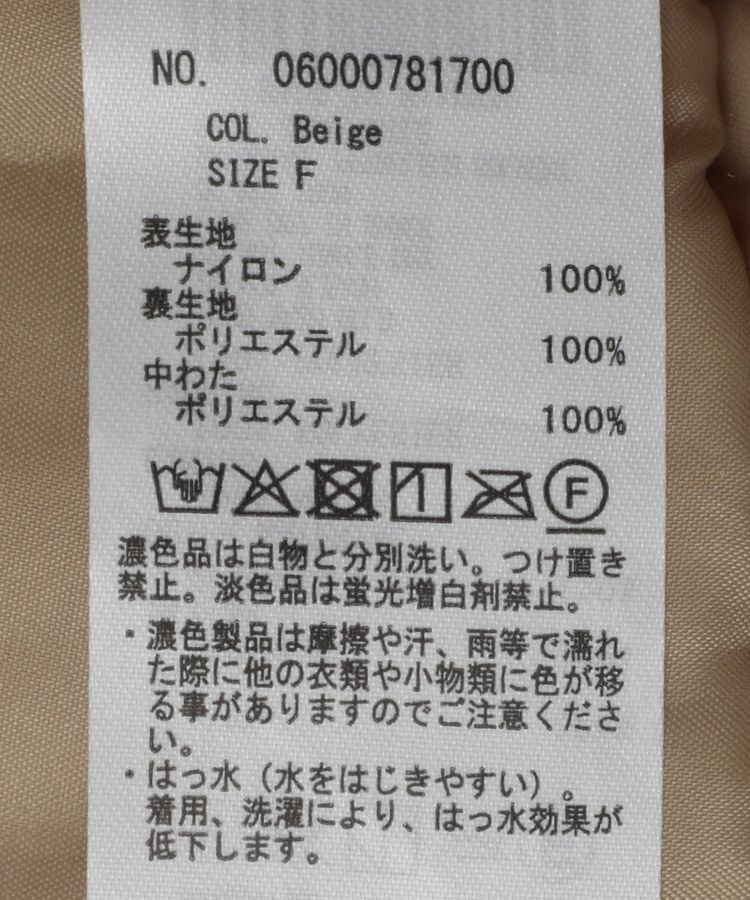 NO. 06000781700
COL. Beige
SIZE F
表生地
ナイロン 100%
裏生地
ポリエステル 100%
中わた
ポリエステル 100%
F
濃色品は白物と分別洗い。つけ置き
禁止。淡色品は蛍光増白剤禁止。
・濃色製品は摩擦や汗、雨等で濡れ
た際に他の衣類や小物類に色が移
る事がありますのでご注意くださ
い。
・はっ水（水をはじきやすい）。
着用、洗濯により、はっ水効果が
低下します。